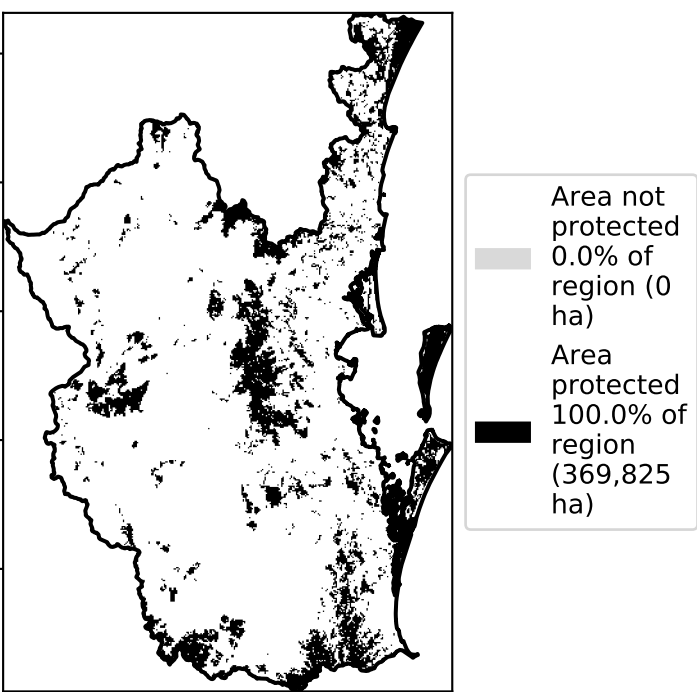 Area not
protected
0.0% of
region (0
ha)
Area
protected
100.0% of
region
(369,825
ha)